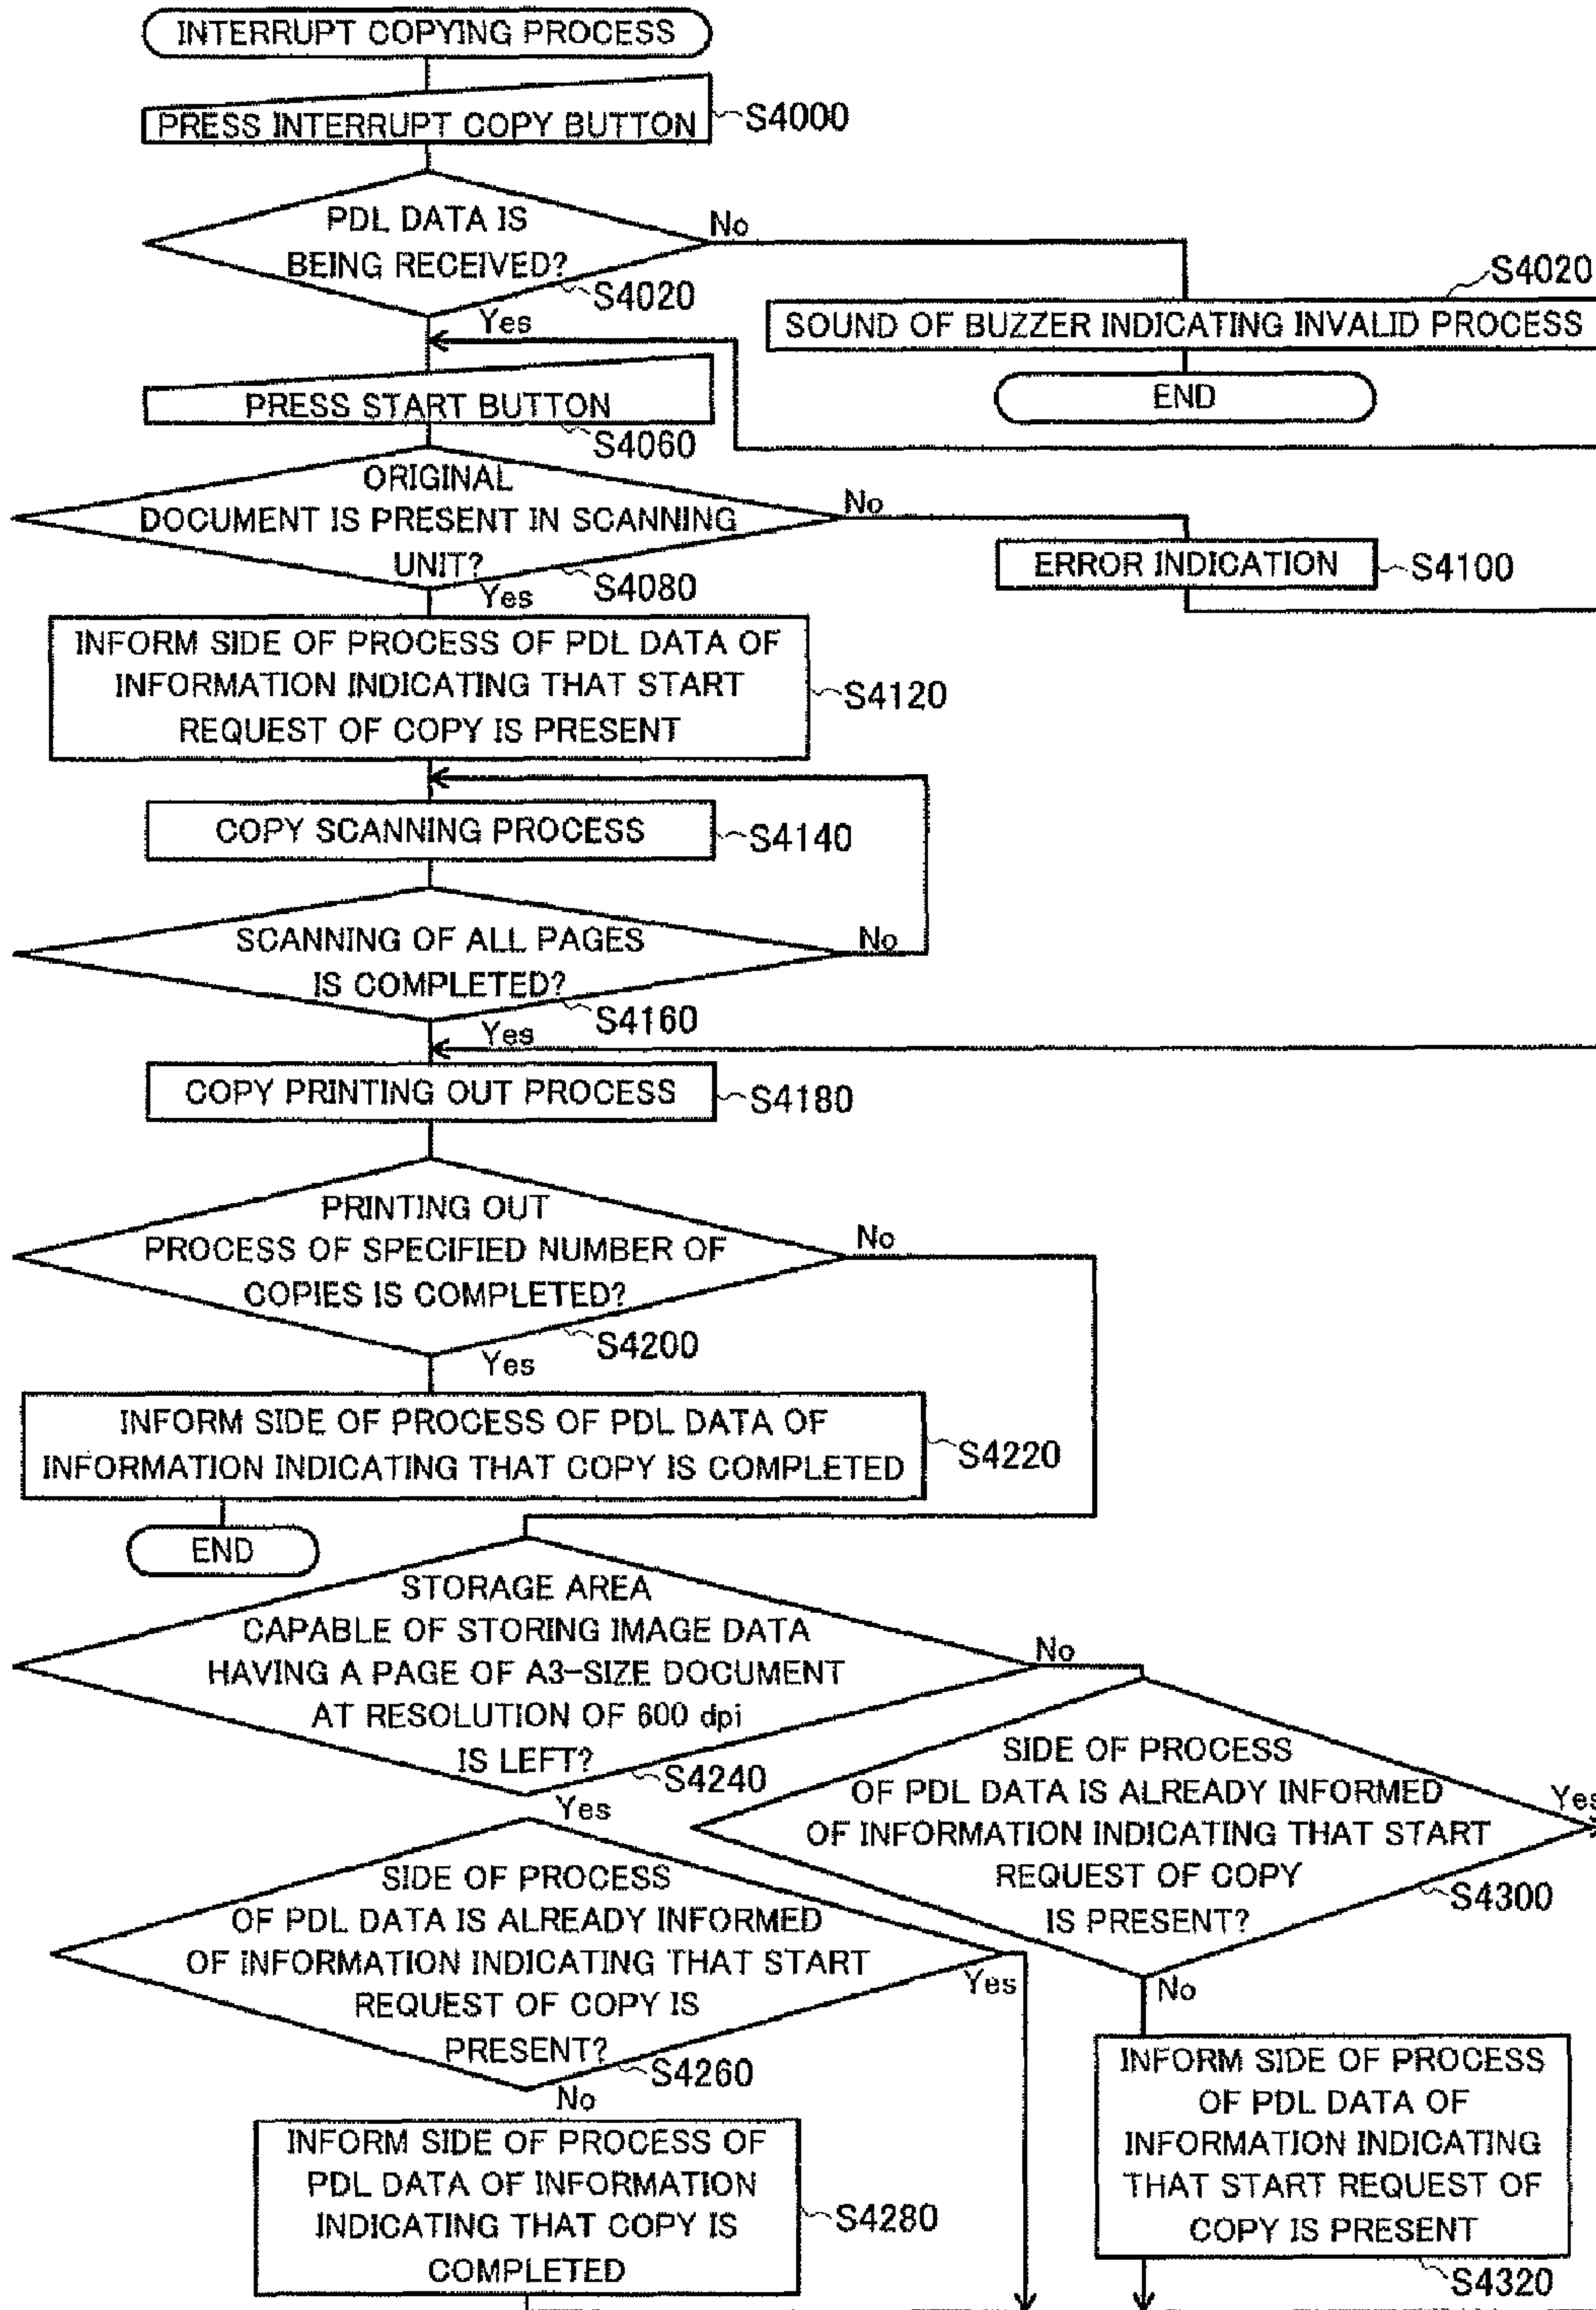 INTERRUPT COPYING PROCESS
PRESS INTERRUPT COPY BUTTON
S4000
PDL DATA IS
BEING RECEIVED?
S4020
No
Yes
S4020
SOUND OF BUZZER INDICATING INVALID PROCESS
END
PRESS START BUTTON
S4060
ORIGINAL
DOCUMENT IS PRESENT IN SCANNING
UNIT?
S4080
No
Yes
ERROR INDICATION
S4100
INFORM SIDE OF PROCESS OF PDL DATA OF
INFORMATION INDICATING THAT START
REQUEST OF COPY IS PRESENT
S4120
COPY SCANNING PROCESS
S4140
SCANNING OF ALL PAGES
IS COMPLETED?
S4160
No
Yes
COPY PRINTING OUT PROCESS
S4180
PRINTING OUT
PROCESS OF SPECIFIED NUMBER OF
COPIES IS COMPLETED?
S4200
No
Yes
INFORM SIDE OF PROCESS OF PDL DATA OF
INFORMATION INDICATING THAT COPY IS COMPLETED
S4220
END
STORAGE AREA
CAPABLE OF STORING IMAGE DATA
HAVING A PAGE OF A3-SIZE DOCUMENT
AT RESOLUTION OF 600 dpi
IS LEFT?
S4240
No
Yes
SIDE OF PROCESS
OF PDL DATA IS ALREADY INFORMED
OF INFORMATION INDICATING THAT START
REQUEST OF COPY
IS PRESENT?
S4300
Yes
No
SIDE OF PROCESS
OF PDL DATA IS ALREADY INFORMED
OF INFORMATION INDICATING THAT START
REQUEST OF COPY IS
PRESENT?
S4260
Yes
No
INFORM SIDE OF PROCESS OF
PDL DATA OF INFORMATION
INDICATING THAT COPY IS
COMPLETED
S4280
INFORM SIDE OF PROCESS
OF PDL DATA OF
INFORMATION INDICATING
THAT START REQUEST OF
COPY IS PRESENT
S4320